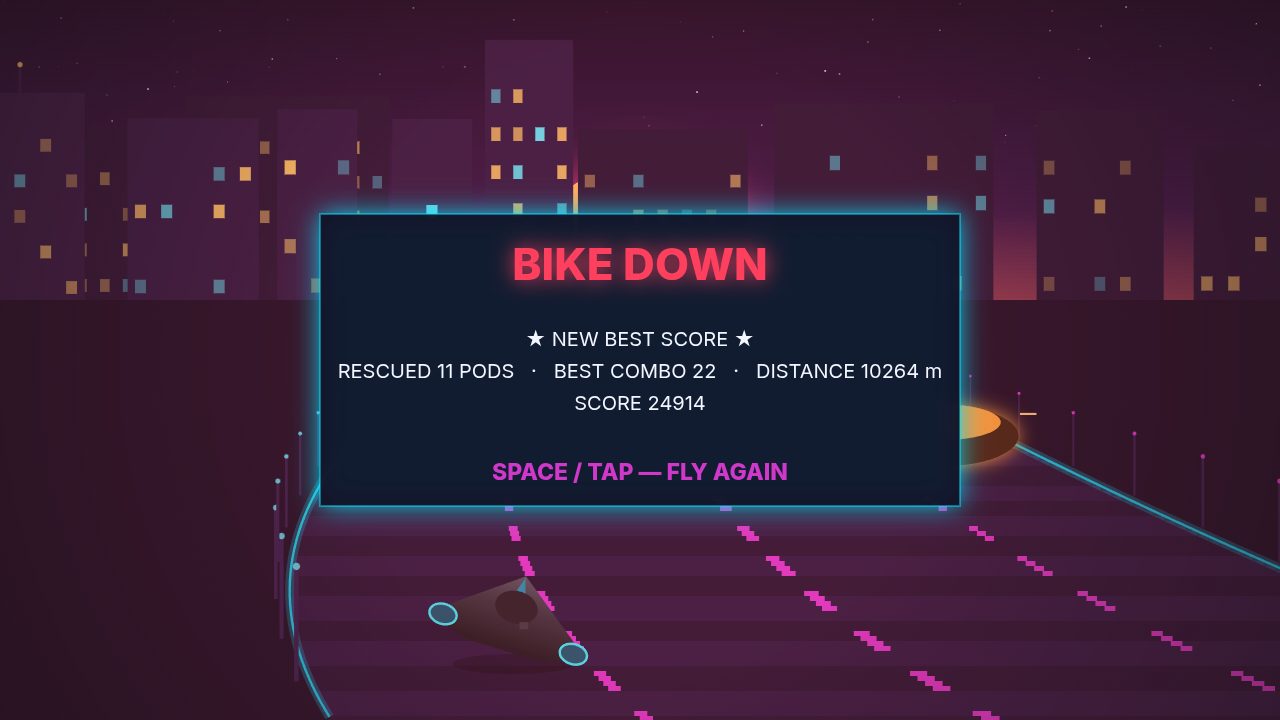 BIKE DOWN
★ NEW BEST SCORE ★
RESCUED 11 PODS · BEST COMBO 22 · DISTANCE 10264 m
SCORE 24914
SPACE / TAP — FLY AGAIN